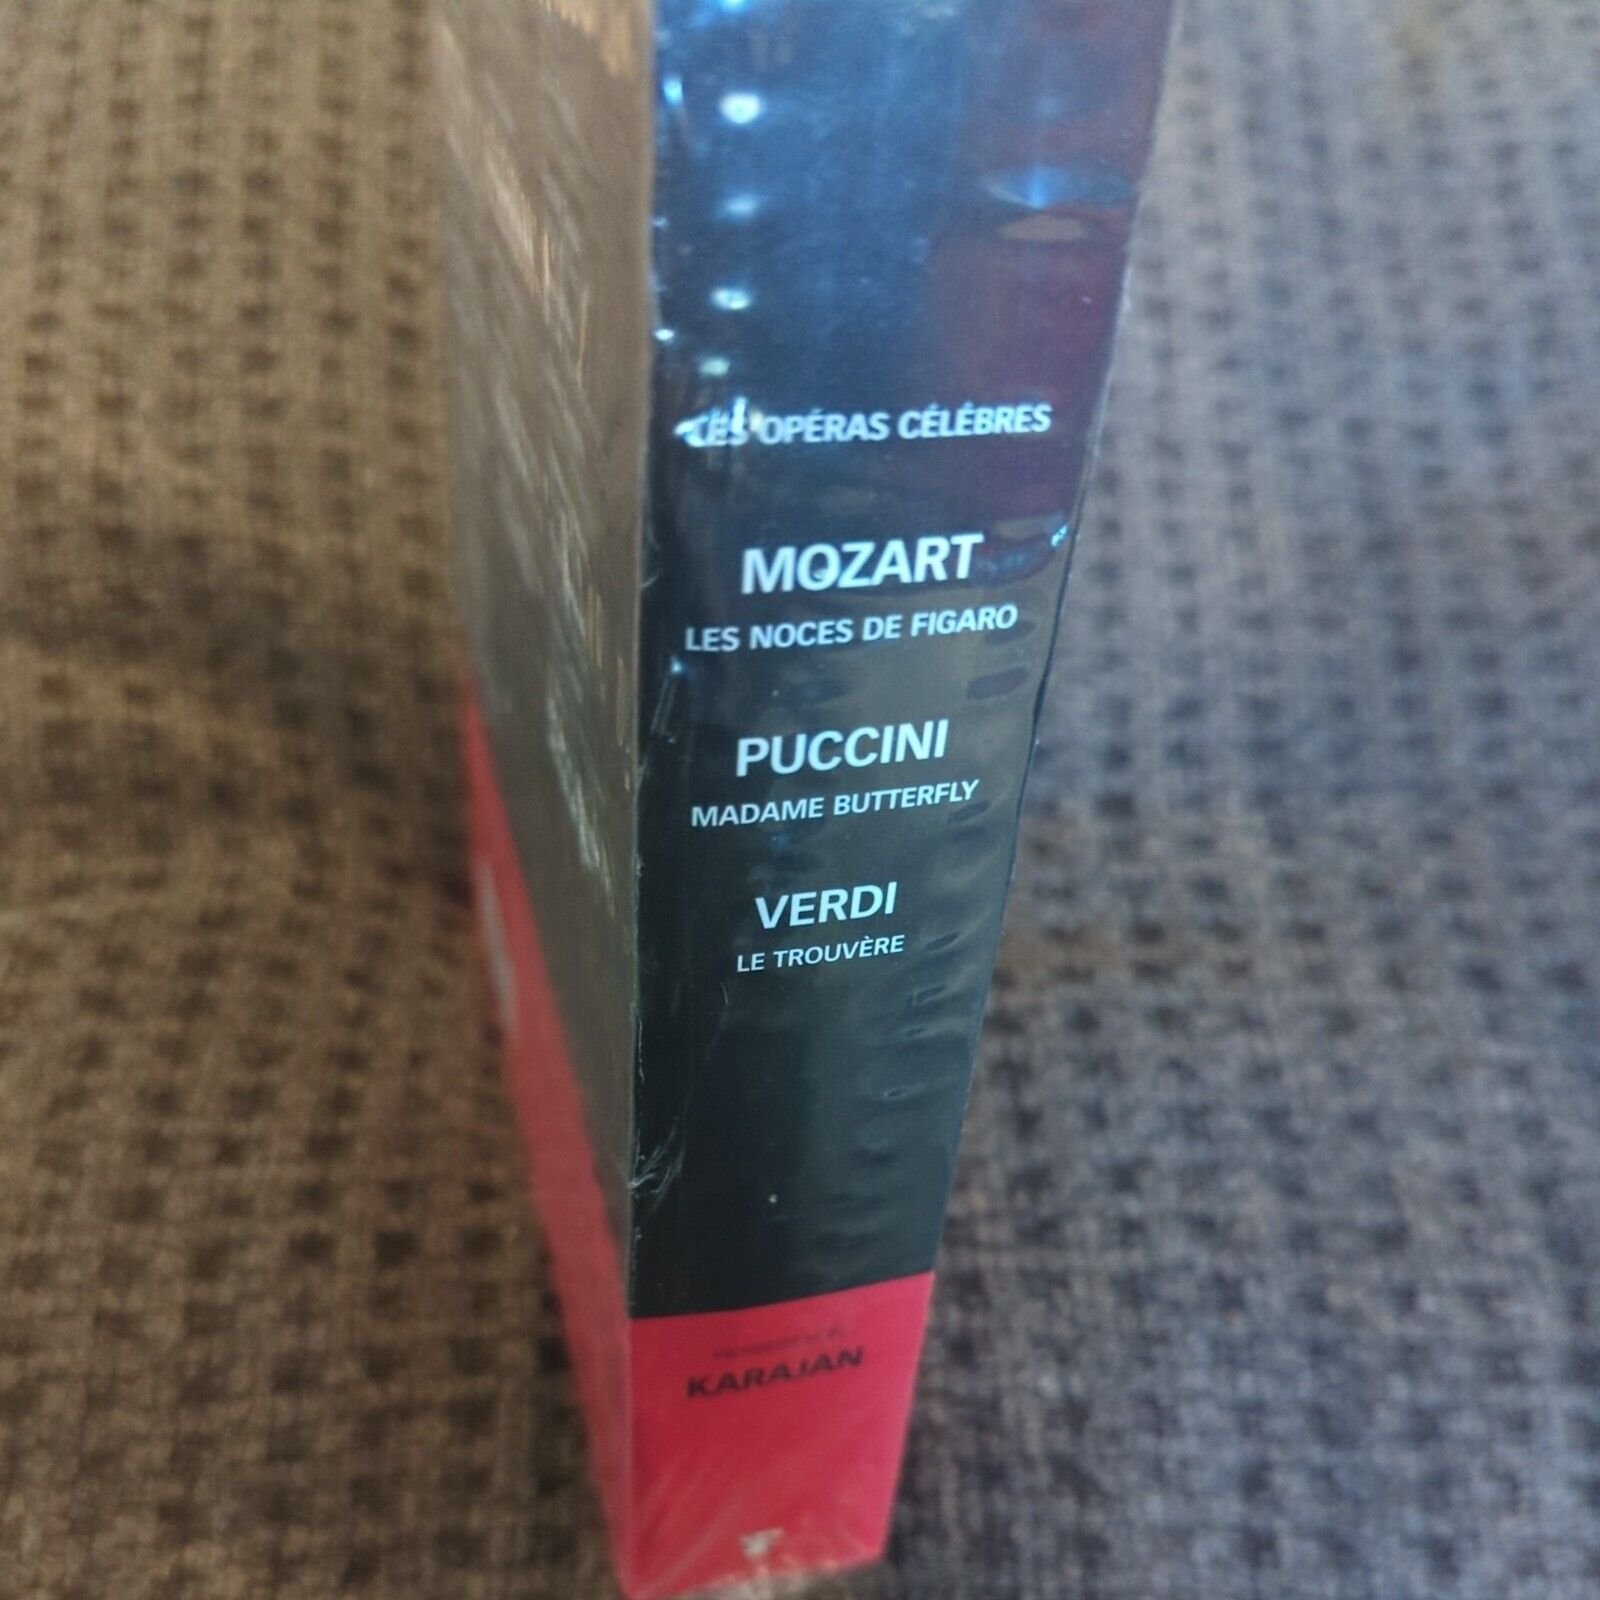 LES OPÉRAS CÉLÈBRES
MOZART
LES NOCES DE FIGARO
PUCCINI
MADAME BUTTERFLY
VERDI
LE TROUVÈRE
KARAJAN